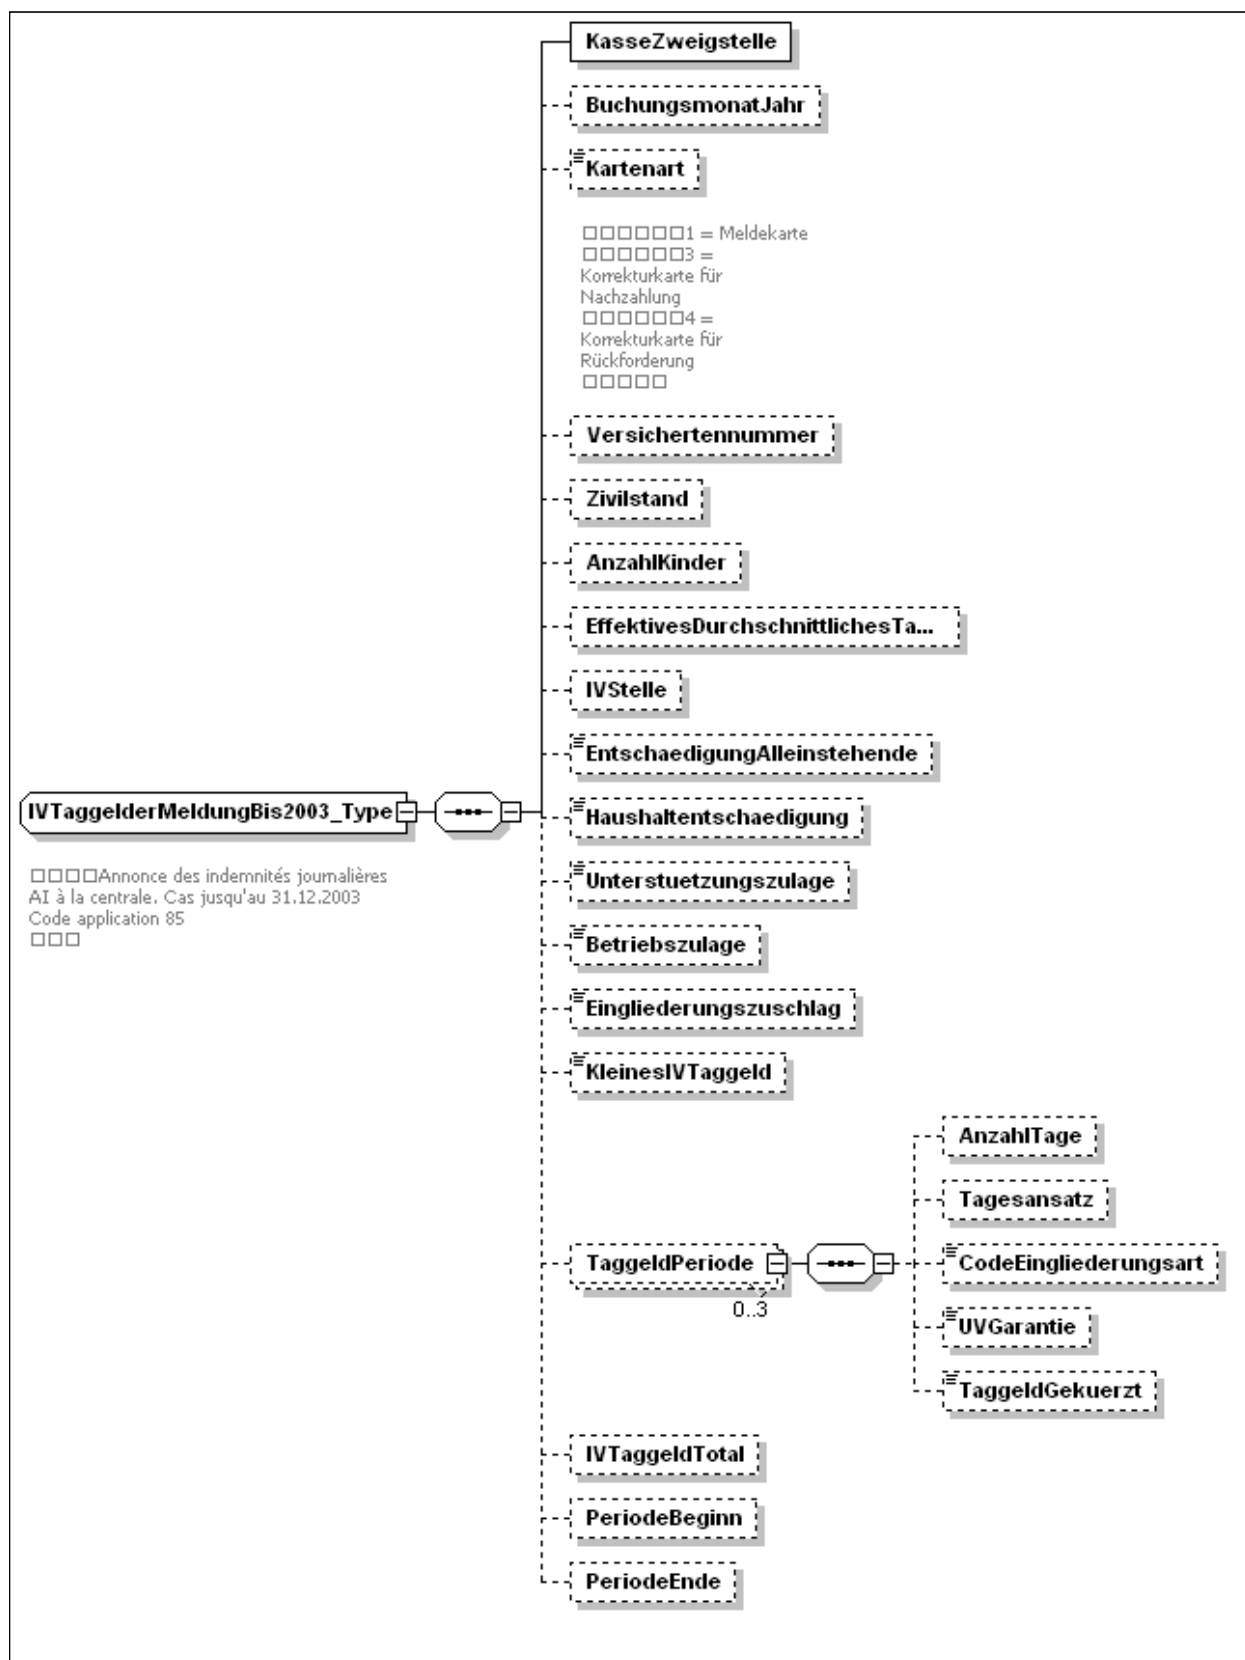 KasseZweigstelle
BuchungsmonatJahr
Kartenart
□□□□□□1 = Meldekarte
□□□□□□3 =
Korrekturkarte für
Nachzahlung
□□□□□□4 =
Korrekturkarte für
Rückforderung
□□□□□
Versichertennummer
Zivilstand
AnzahlKinder
EffektivesDurchschnittlichesTa...
IVStelle
EntschaedigungAlleinstehende
IVTaggelderMeldungBis2003_Type
□□□□Annonce des indemnités journalières
AI à la centrale. Cas jusqu'au 31.12.2003
Code application 85
□□□
Haushaltentschaedigung
Unterstuetzungszulage
Betriebszulage
Eingliederungszuschlag
KleinesIVTaggeld
TaggeldPeriode
0..3
AnzahlTage
Tagesansatz
CodeEingliederungsart
UVGarantie
TaggeldGekuerzt
IVTaggeldTotal
PeriodeBeginn
PeriodeEnde